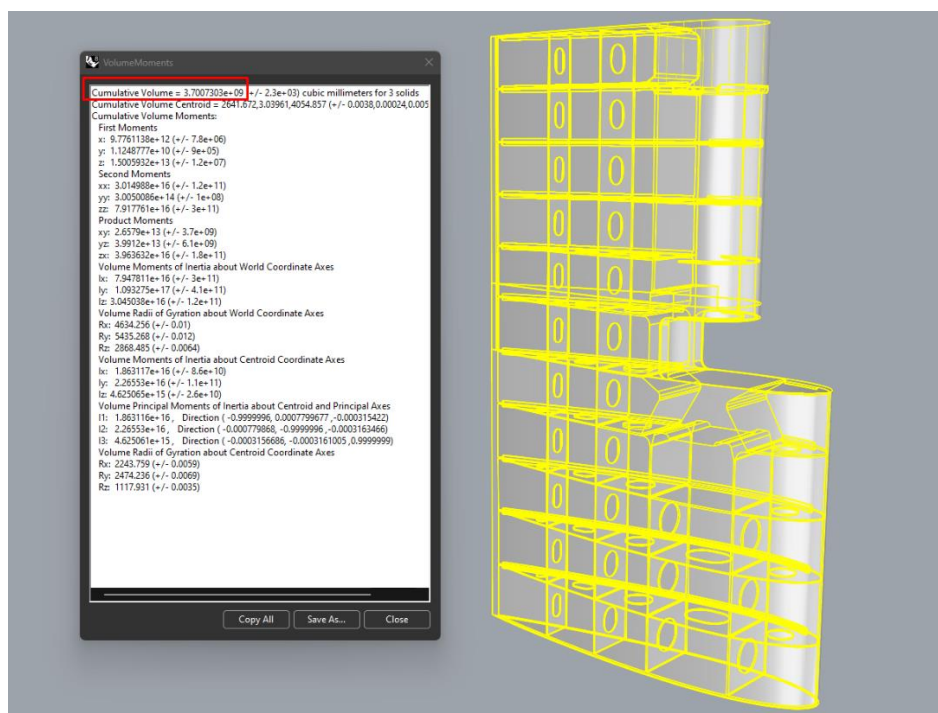 VolumeMoments
Cumulative Volume = 3.7007303e+09 (+/- 2.3e+03) cubic millimeters for 3 solids
Cumulative Volume Centroid = 2641.672,3.03961,4054.857 (+/- 0.0038,0.00024,0.005
Cumulative Volume Moments:
First Moments
x: 9.7761138e+12 (+/- 7.8e+06)
y: 1.1248777e+10 (+/- 9e+05)
z: 1.5005932e+13 (+/- 1.2e+07)
Second Moments
xx: 3.014988e+16 (+/- 1.2e+11)
yy: 3.0050086e+14 (+/- 1e+08)
zz: 7.917761e+16 (+/- 3e+11)
Product Moments
xy: 2.6579e+13 (+/- 3.7e+09)
yz: 3.9912e+13 (+/- 6.1e+09)
zx: 3.963632e+16 (+/- 1.8e+11)
Volume Moments of Inertia about World Coordinate Axes
Ix: 7.947811e+16 (+/- 3e+11)
Iy: 1.093275e+17 (+/- 4.1e+11)
Iz: 3.045038e+16 (+/- 1.2e+11)
Volume Radii of Gyration about World Coordinate Axes
Rx: 4634.256 (+/- 0.01)
Ry: 5435.268 (+/- 0.012)
Rz: 2868.485 (+/- 0.0064)
Volume Moments of Inertia about Centroid Coordinate Axes
Ix: 1.863117e+16 (+/- 8.6e+10)
Iy: 2.26553e+16 (+/- 1.1e+11)
Iz: 4.625065e+15 (+/- 2.6e+10)
Volume Principal Moments of Inertia about Centroid and Principal Axes
I1: 1.863116e+16 , Direction ( -0.9999996, 0.0007799677 ,-0.000315422)
I2: 2.26553e+16 , Direction ( -0.000779868, -0.9999996 ,-0.0003163466)
I3: 4.625061e+15 , Direction ( -0.0003156686, -0.0003161005 ,0.9999999)
Volume Radii of Gyration about Centroid Coordinate Axes
Rx: 2243.759 (+/- 0.0059)
Ry: 2474.236 (+/- 0.0069)
Rz: 1117.931 (+/- 0.0035)
Copy All Save As... Close